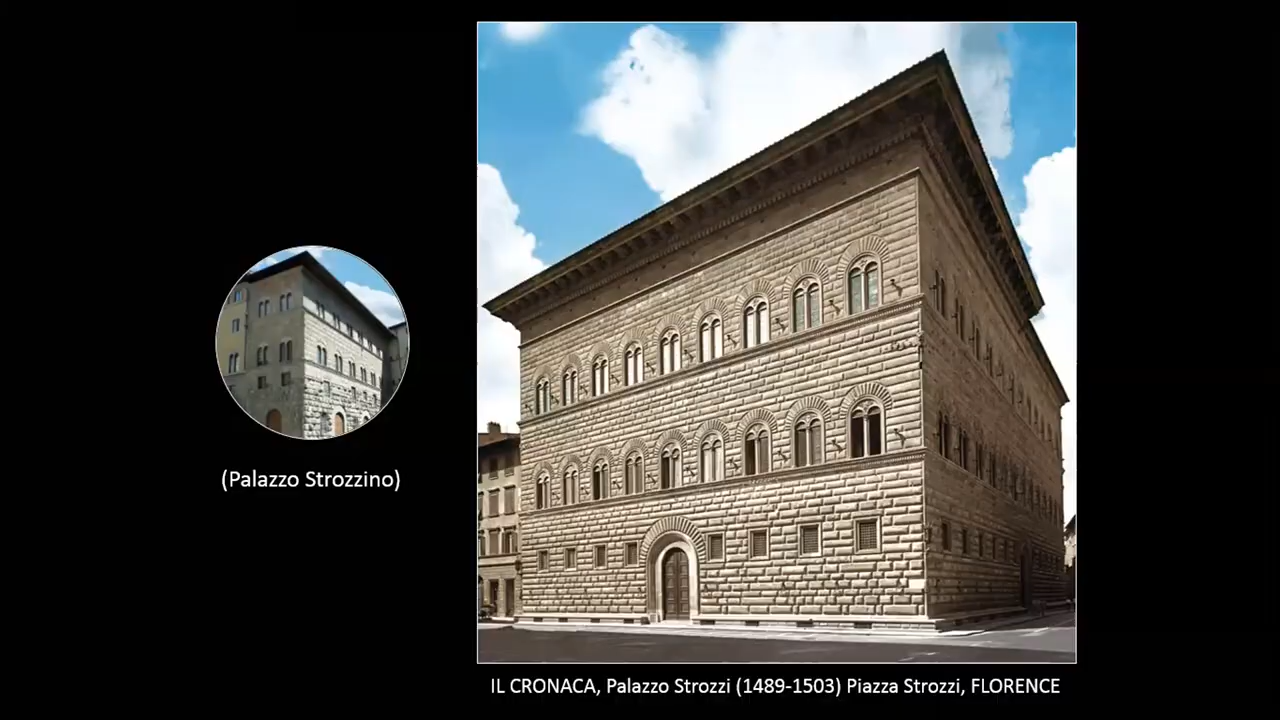 (Palazzo Strozzino)
IL CRONACA, Palazzo Strozzi (1489-1503) Piazza Strozzi, FLORENCE